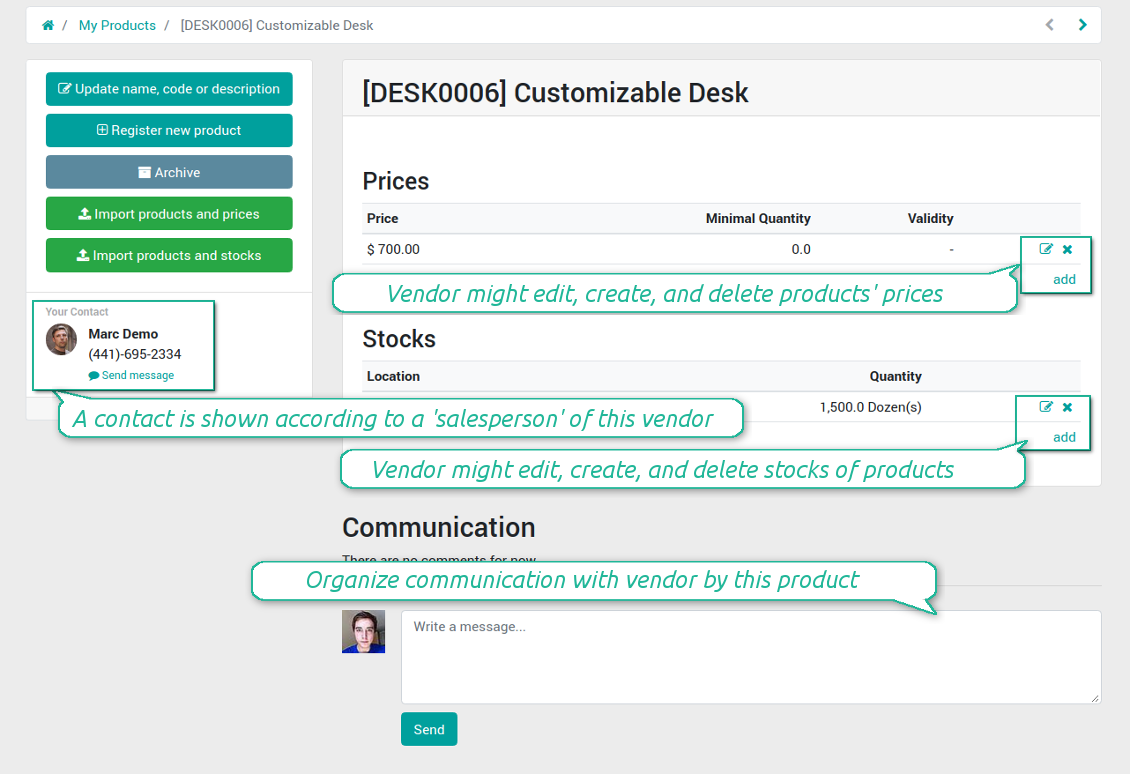 / My Products / [DESK0006] Customizable Desk
Update name, code or description
Register new product
Archive
Import products and prices
Import products and stocks
Your Contact
Marc Demo
(441)-695-2334
Send message
A contact is shown according to a 'salesperson' of this vendor
[DESK0006] Customizable Desk
Prices
Price Minimal Quantity Validity
$ 700.00 0.0 -
add
Vendor might edit, create, and delete products' prices
Stocks
Location Quantity
1,500.0 Dozen(s)
add
Vendor might edit, create, and delete stocks of products
Communication
There are no comments for now.
Organize communication with vendor by this product
Write a message...
Send